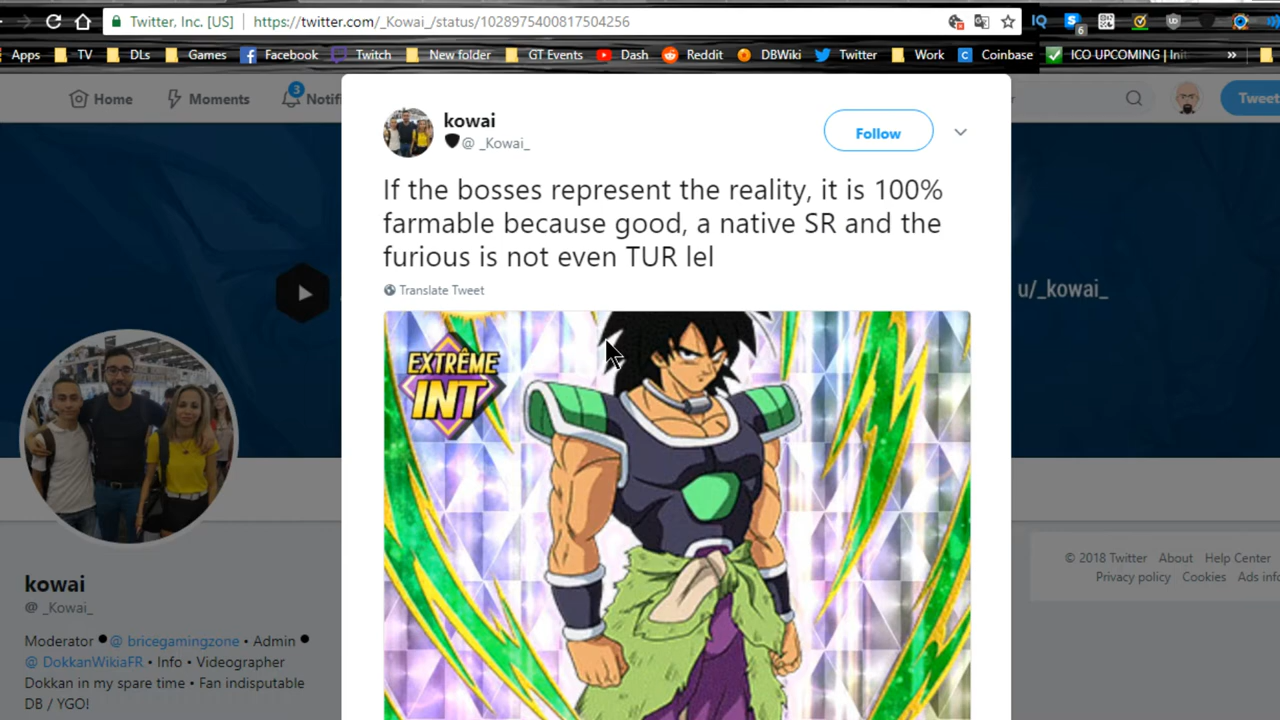 Twitter, Inc. [US] https://twitter.com/_Kowai_/status/1028975400817504256
6
Apps TV DLs Games Facebook Twitch New folder GT Events Dash Reddit DBWiki Twitter Work Coinbase ICO UPCOMING | Init »
Home Moments 3 Notifi Tweet
kowai
@ _Kowai_
Follow
If the bosses represent the reality, it is 100%
farmable because good, a native SR and the
furious is not even TUR lel
Translate Tweet
u/_kowai_
EXTRÊME
INT
kowai
@ _Kowai_
Moderator @ bricegamingzone • Admin
@ DokkanWikiaFR • Info • Videographer
Dokkan in my spare time • Fan indisputable
DB / YGO!
© 2018 Twitter About Help Center
Privacy policy Cookies Ads info